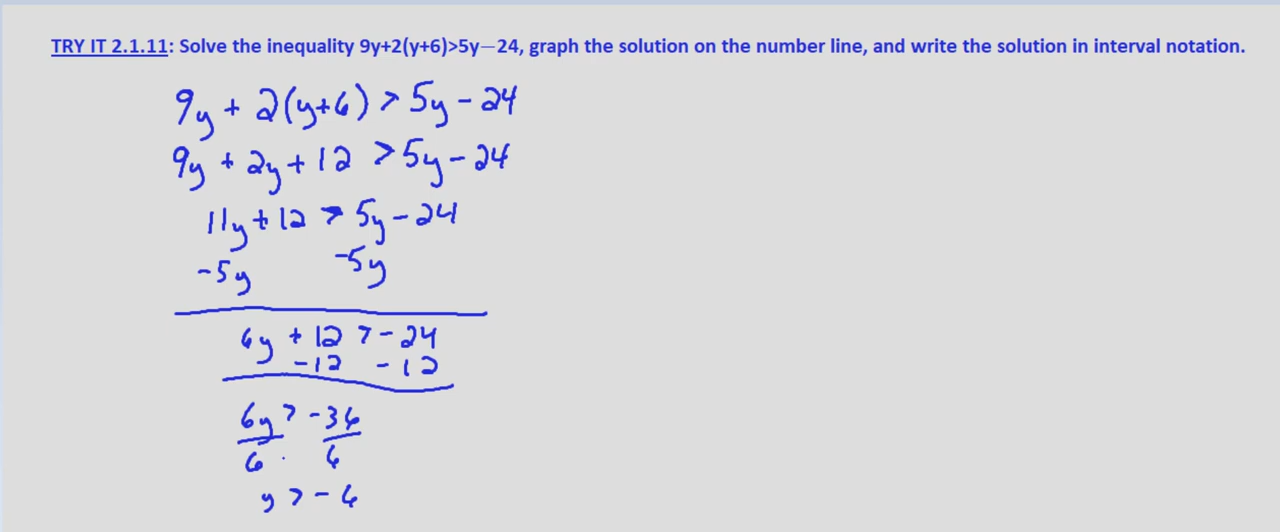 TRY IT 2.1.11: Solve the inequality 9y+2(y+6)>5y−24, graph the solution on the number line, and write the solution in interval notation.
9y + 2(y+6) > 5y - 24
9y + 2y + 12 > 5y - 24
11y + 12 > 5y - 24
-5y -5y
6y + 12 > -24
-12 -12
6y > -36
6 6
y > -6